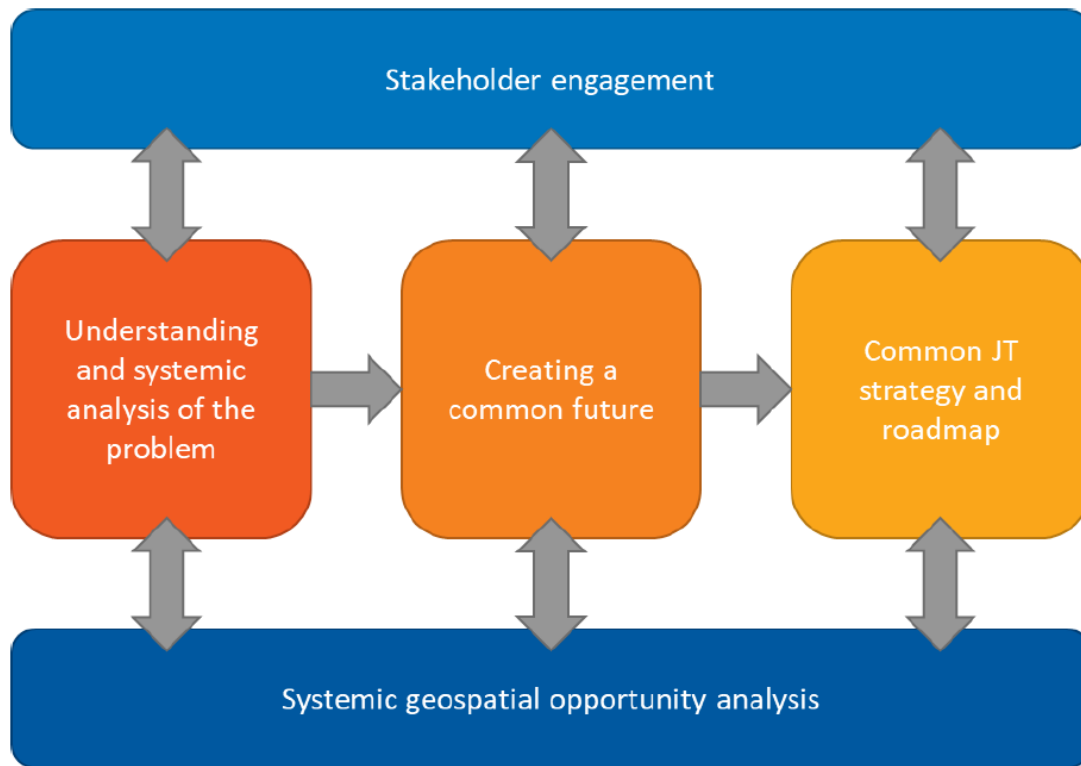 Stakeholder engagement
Understanding
and systemic
analysis of the
problem
Creating a
common future
Common JT
strategy and
roadmap
Systemic geospatial opportunity analysis